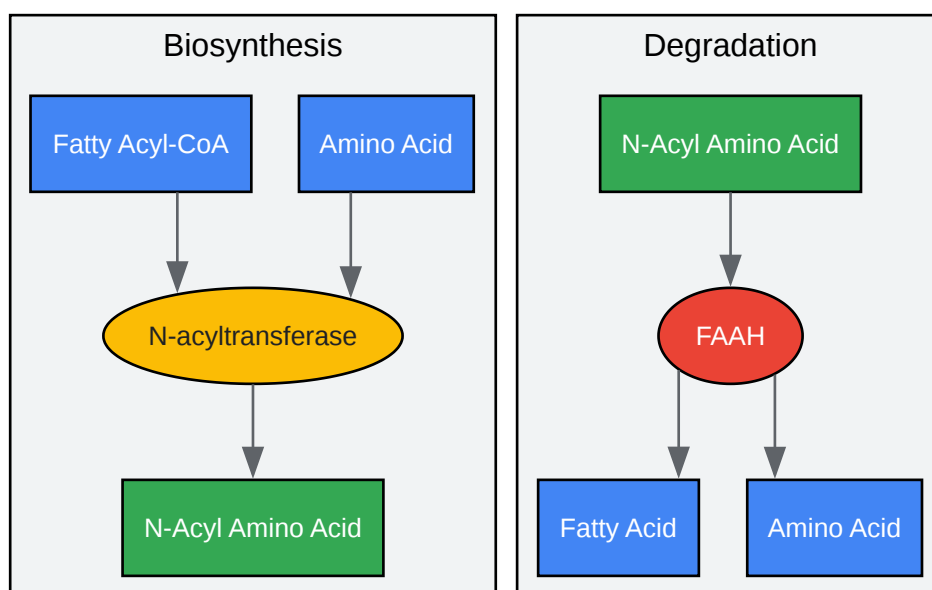 Biosynthesis
Fatty Acyl-CoA
Amino Acid
N-acyltransferase
N-Acyl Amino Acid
Degradation
N-Acyl Amino Acid
FAAH
Fatty Acid
Amino Acid